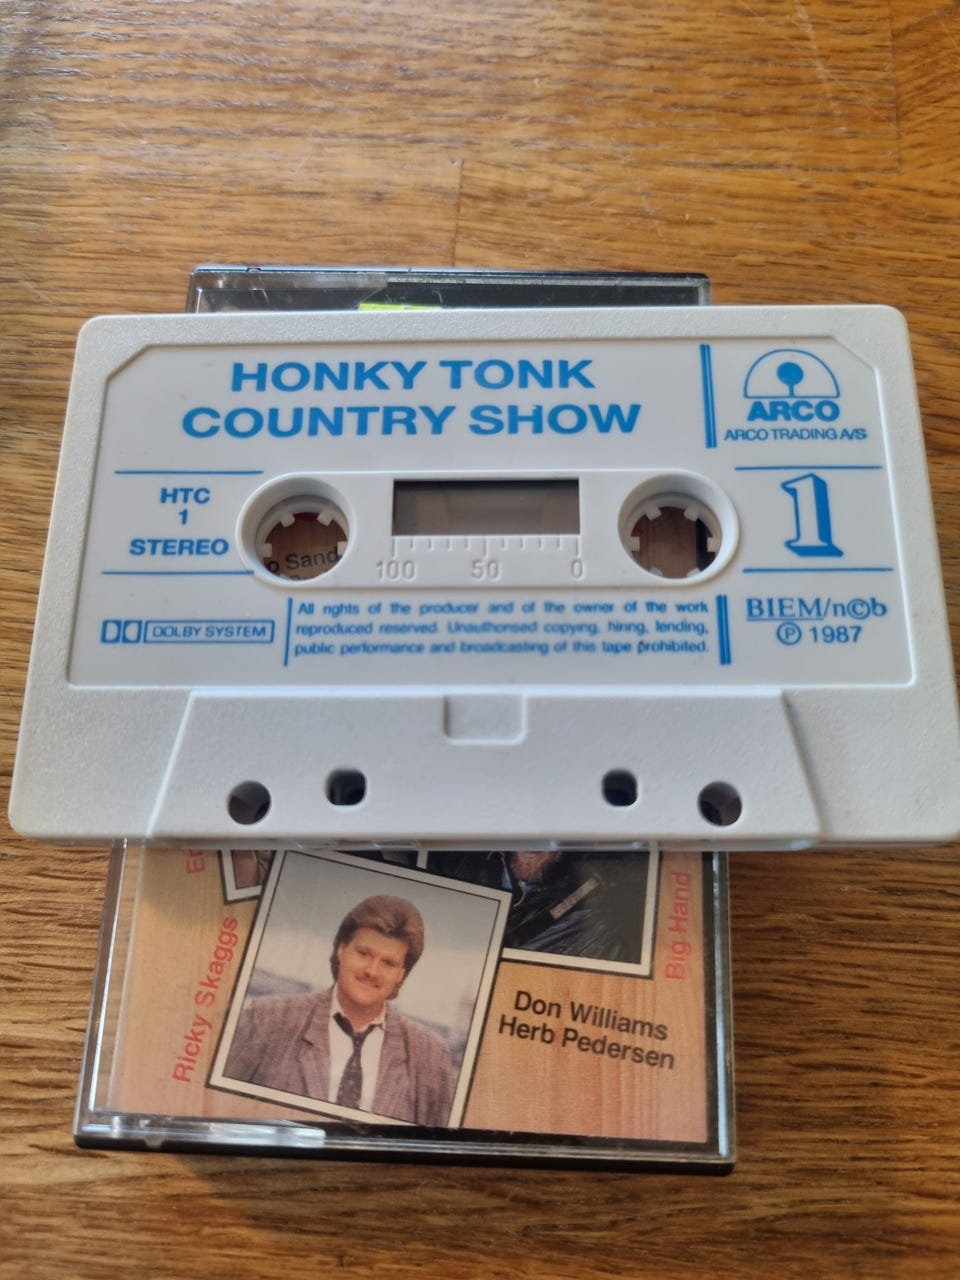 HONKY TONK
COUNTRY SHOW
ARCO
ARCO TRADING A/S
HTC
1
STEREO
1
Sand
100 50 0
DOLBY SYSTEM
All rights of the producer and of the owner of the work
reproduced reserved. Unauthorised copying, hiring, lending,
public performance and broadcasting of this tape prohibited.
BIEM/n©b
Ⓟ 1987
Ricky Skaggs
Big Hand
Don Williams
Herb Pedersen